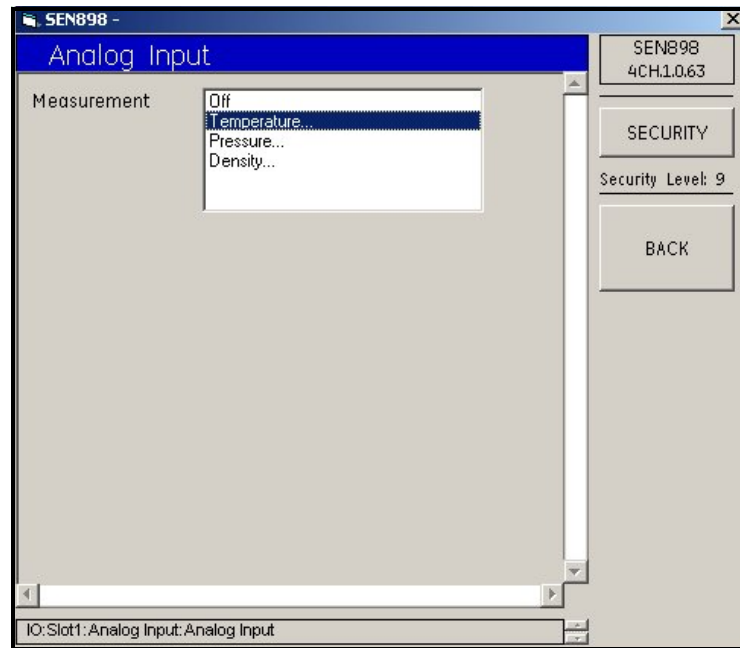 SEN898 -
Analog Input
Measurement
Off
Temperature...
Pressure...
Density...
SEN898
4CH.1.0.63
SECURITY
Security Level: 9
BACK
IO:Slot1:Analog Input:Analog Input